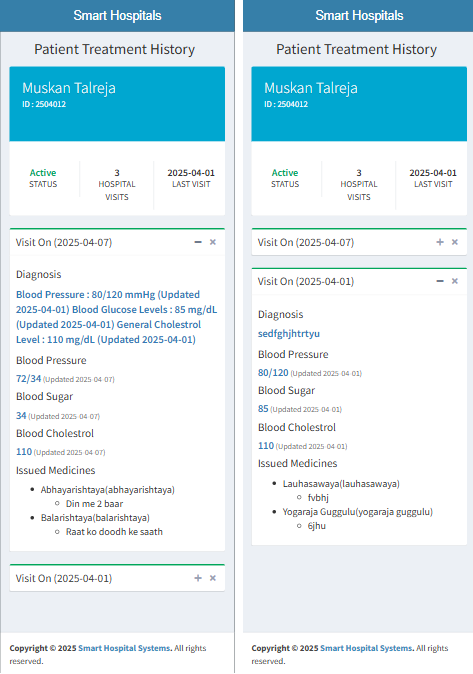 Smart Hospitals
Patient Treatment History
Muskan Talreja
ID : 2504012
Active
STATUS
3
HOSPITAL
VISITS
2025-04-01
LAST VISIT
Visit On (2025-04-07)
Diagnosis
Blood Pressure : 80/120 mmHg (Updated
2025-04-01) Blood Glucose Levels : 85 mg/dL
(Updated 2025-04-01) General Cholestrol
Level : 110 mg/dL (Updated 2025-04-01)
Blood Pressure
72/34 (Updated 2025-04-07)
Blood Sugar
34 (Updated 2025-04-07)
Blood Cholestrol
110 (Updated 2025-04-07)
Issued Medicines
Abhayarishtaya(abhayarishtaya)
Din me 2 baar
Balarishtaya(balarishtaya)
Raat ko doodh ke saath
Visit On (2025-04-01)
Copyright © 2025 Smart Hospital Systems. All rights
reserved.
Smart Hospitals
Patient Treatment History
Muskan Talreja
ID : 2504012
Active
STATUS
3
HOSPITAL
VISITS
2025-04-01
LAST VISIT
Visit On (2025-04-07)
Visit On (2025-04-01)
Diagnosis
sedfghjhtrtyu
Blood Pressure
80/120 (Updated 2025-04-01)
Blood Sugar
85 (Updated 2025-04-01)
Blood Cholestrol
110 (Updated 2025-04-01)
Issued Medicines
Lauhasawaya(lauhasawaya)
fvbhj
Yogaraja Guggulu(yogaraja guggulu)
6jhu
Copyright © 2025 Smart Hospital Systems. All rights
reserved.